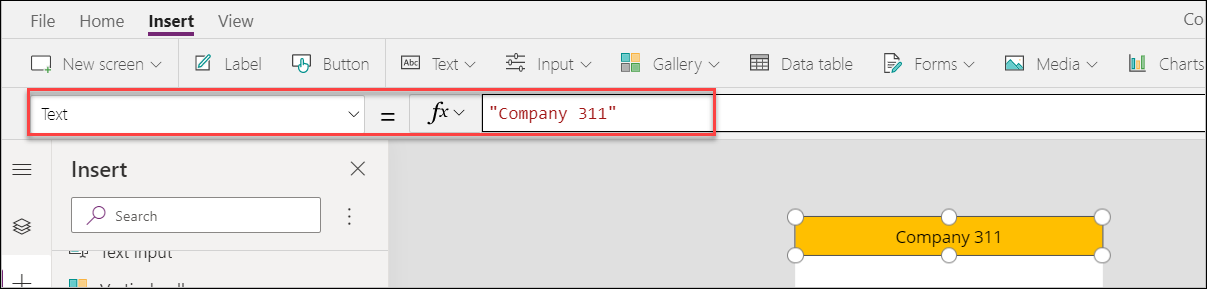 File Home Insert View Co
New screen Label Button Abc Text Input Gallery Data table Forms Media Charts
Text = fx "Company 311"
Insert
Search
Company 311
Text input